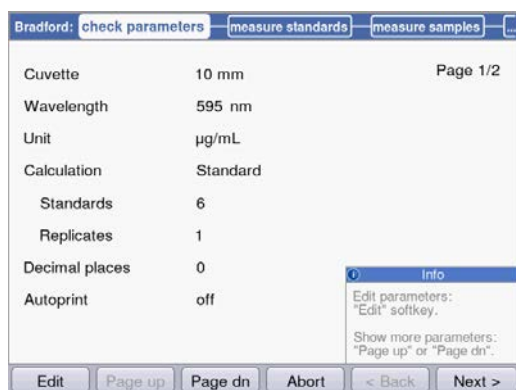 Bradford: check parameters measure standards measure samples ...
Cuvette 10 mm Page 1/2
Wavelength 595 nm
Unit µg/mL
Calculation Standard
Standards 6
Replicates 1
Decimal places 0
Autoprint off
Info
Edit parameters:
"Edit" softkey.
Show more parameters:
"Page up" or "Page dn".
Edit Page up Page dn Abort < Back Next >